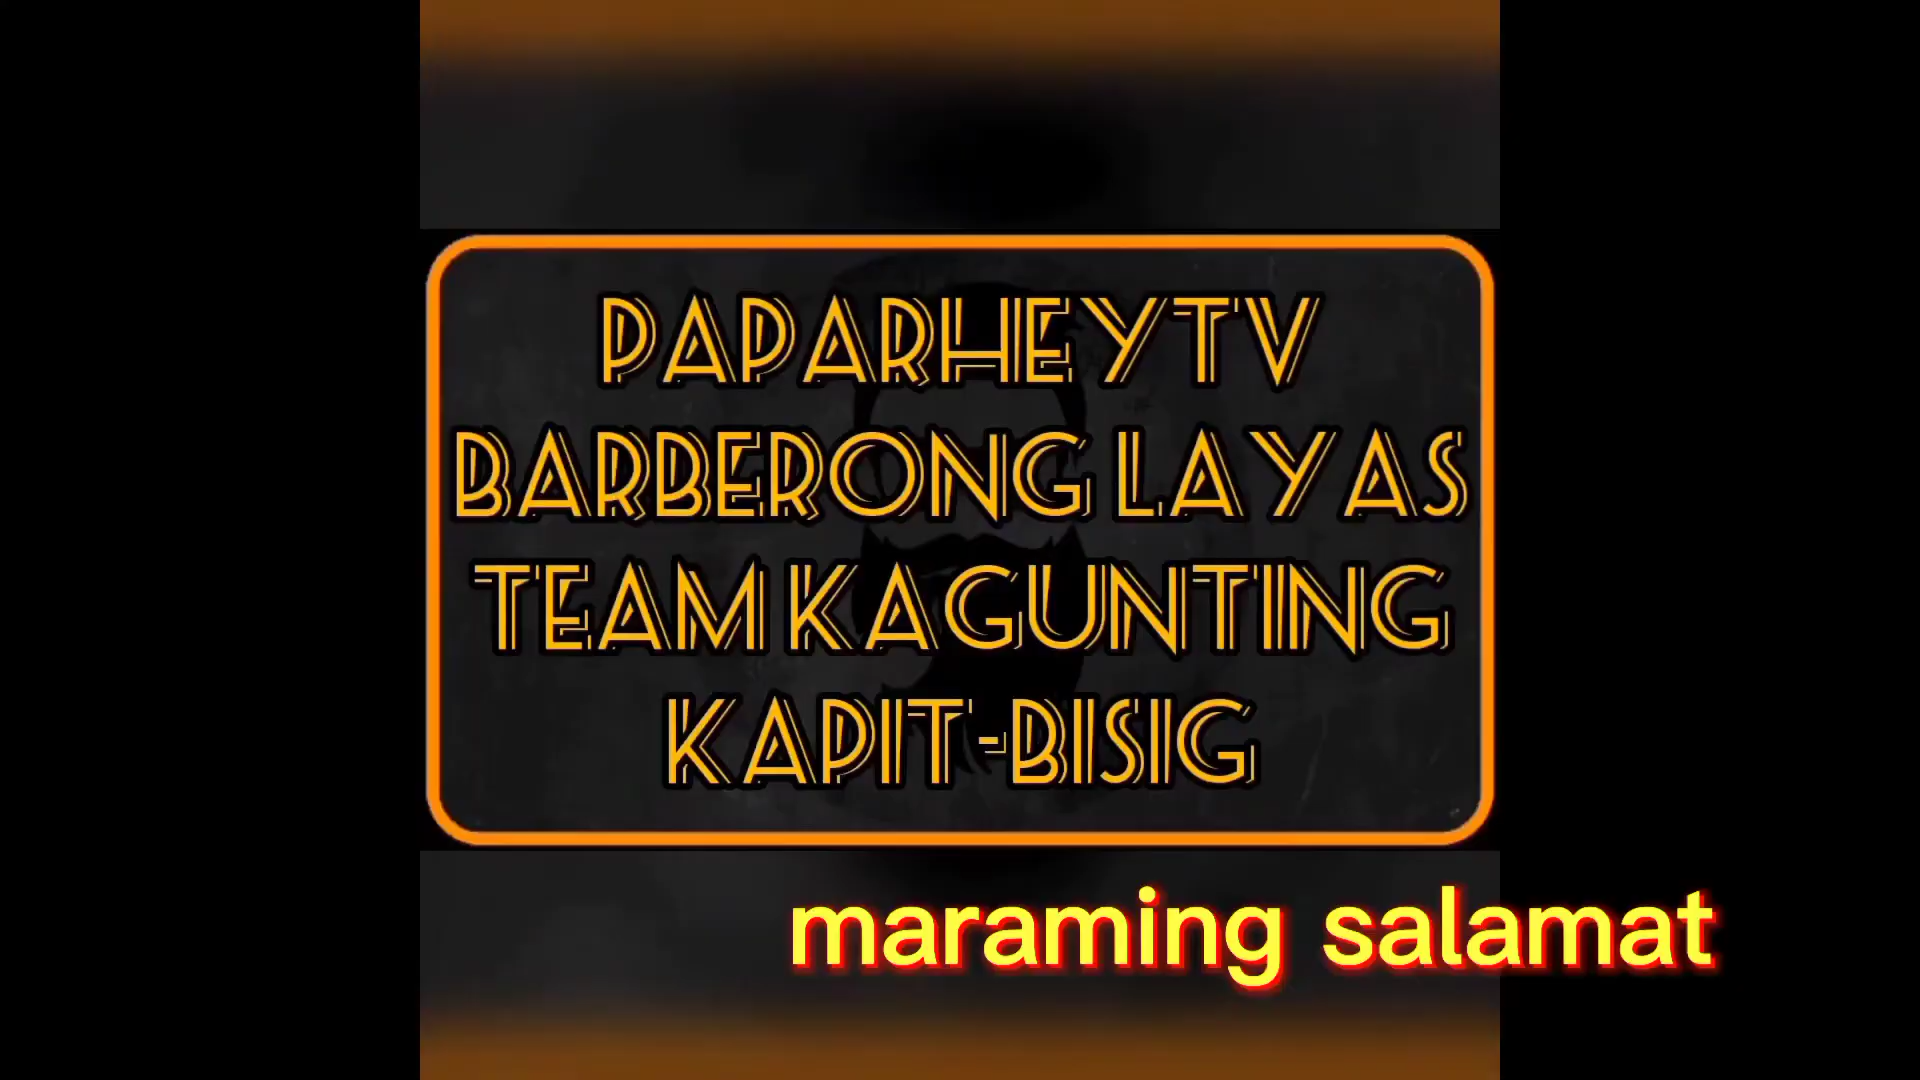 PAPARHEYTV
BARBERONG LAYAS
TEAM KAGUNTING
KAPIT-BISIG
maraming salamat